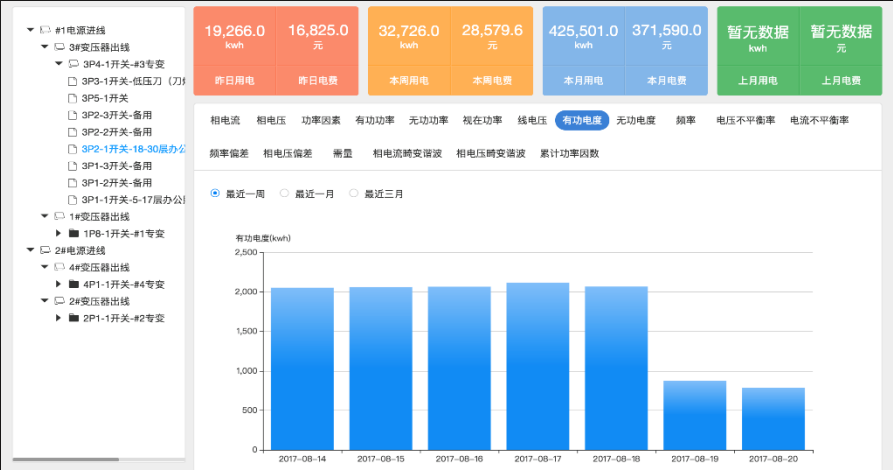 #1电源进线
3#变压器出线
3P4-1开关-#3专变
3P3-1开关-低压刀（刀
3P5-1开关
3P2-3开关-备用
3P2-2开关-备用
3P2-1开关-18-30层办公
3P1-3开关-备用
3P1-2开关-备用
3P1-1开关-5-17层办公
1#变压器出线
1P8-1开关-#1专变
2#电源进线
4#变压器出线
4P1-1开关-#4专变
2#变压器出线
2P1-1开关-#2专变
19,266.0 16,825.0 32,726.0 28,579.6 425,501.0 371,590.0 暂无数据 暂无数据
kwh 元 kwh 元 kwh 元 kwh 元
昨日用电 昨日电费 本周用电 本周电费 本月用电 本月电费 上月用电 上月电费
相电流 相电压 功率因素 有功功率 无功功率 视在功率 线电压 有功电度 无功电度 频率 电压不平衡率 电流不平衡率
频率偏差 相电压偏差 需量 相电流畸变谐波 相电压畸变谐波 累计功率因数
最近一周 最近一月 最近三月
有功电度(kwh)
2,500
2,000
1,500
1,000
500
0
2017-08-14 2017-08-15 2017-08-16 2017-08-17 2017-08-18 2017-08-19 2017-08-20